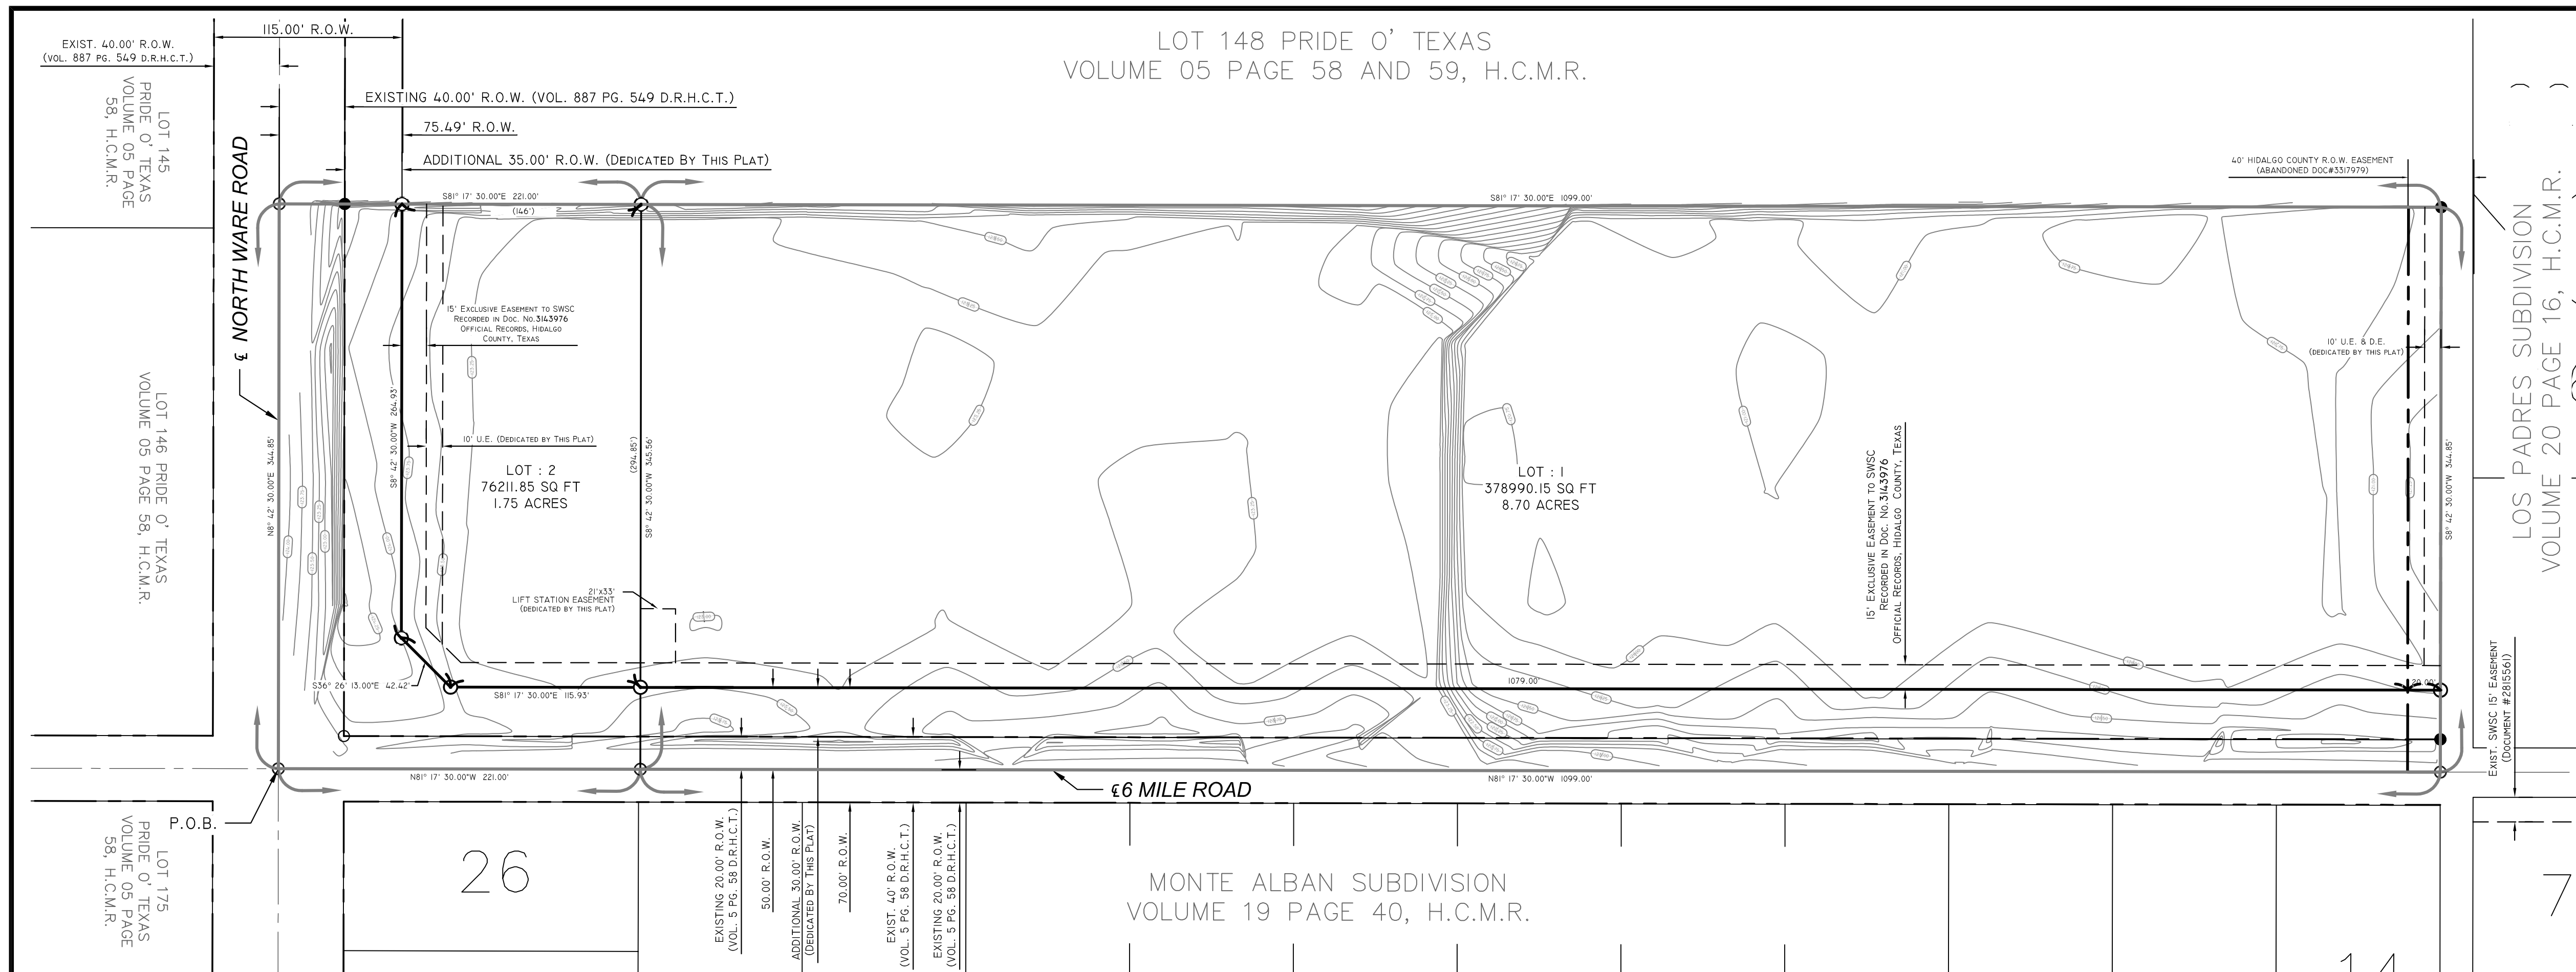 115.00' R.O.W.
EXIST. 40.00' R.O.W.
(VOL. 887 PG. 549 D.R.H.C.T.)
LOT 145
PRIDE O' TEXAS
VOLUME 05 PAGE
58, H.C.M.R.
LOT 148 PRIDE O' TEXAS
VOLUME 05 PAGE 58 AND 59, H.C.M.R.
EXISTING 40.00' R.O.W. (VOL. 887 PG. 549 D.R.H.C.T.)
75.49' R.O.W.
ADDITIONAL 35.00' R.O.W. (DEDICATED BY THIS PLAT)
40' HIDALGO COUNTY R.O.W. EASEMENT
(ABANDONED DOC#3317979)
S81° 17' 30.00"E 221.00'
(146')
S81° 17' 30.00"E 1099.00'
℄ NORTH WARE ROAD
LOS PADRES SUBDIVISION
VOLUME 20 PAGE 16, H.C.M.R.
15' EXCLUSIVE EASEMENT TO SWSC
RECORDED IN DOC. NO.3143976
OFFICIAL RECORDS, HIDALGO
COUNTY, TEXAS
10' U.E. & D.E.
(DEDICATED BY THIS PLAT)
LOT 146 PRIDE O' TEXAS
VOLUME 05 PAGE 58, H.C.M.R.
N8° 42' 30.00"E 344.85'
S8° 42' 30.00"W 264.93'
10' U.E. (DEDICATED BY THIS PLAT)
LOT : 2
76211.85 SQ FT
1.75 ACRES
(294.85')
S8° 42' 30.00"W 345.56'
LOT : 1
378990.15 SQ FT
8.70 ACRES
15' EXCLUSIVE EASEMENT TO SWSC
RECORDED IN DOC. NO.3143976
OFFICIAL RECORDS, HIDALGO COUNTY, TEXAS
S8° 42' 30.00"W 344.85'
21'X33'
LIFT STATION EASEMENT
(DEDICATED BY THIS PLAT)
S36° 26' 13.00"E 42.42'
S81° 17' 30.00"E 115.93'
1079.00'
20.00'
EXIST. SWSC 15' EASEMENT
(DOCUMENT #2815561)
N81° 17' 30.00"W 221.00'
N81° 17' 30.00"W 1099.00'
℄ 6 MILE ROAD
P.O.B.
LOT 175
PRIDE O' TEXAS
VOLUME 05 PAGE
58, H.C.M.R.
26
EXISTING 20.00' R.O.W.
(VOL. 5 PG. 58 D.R.H.C.T.)
50.00' R.O.W.
ADDITIONAL 30.00' R.O.W.
(DEDICATED BY THIS PLAT)
70.00' R.O.W.
EXIST. 40' R.O.W.
(VOL. 5 PG. 58 D.R.H.C.T.)
EXISTING 20.00' R.O.W.
(VOL. 5 PG. 58 D.R.H.C.T.)
MONTE ALBAN SUBDIVISION
VOLUME 19 PAGE 40, H.C.M.R.
7
14